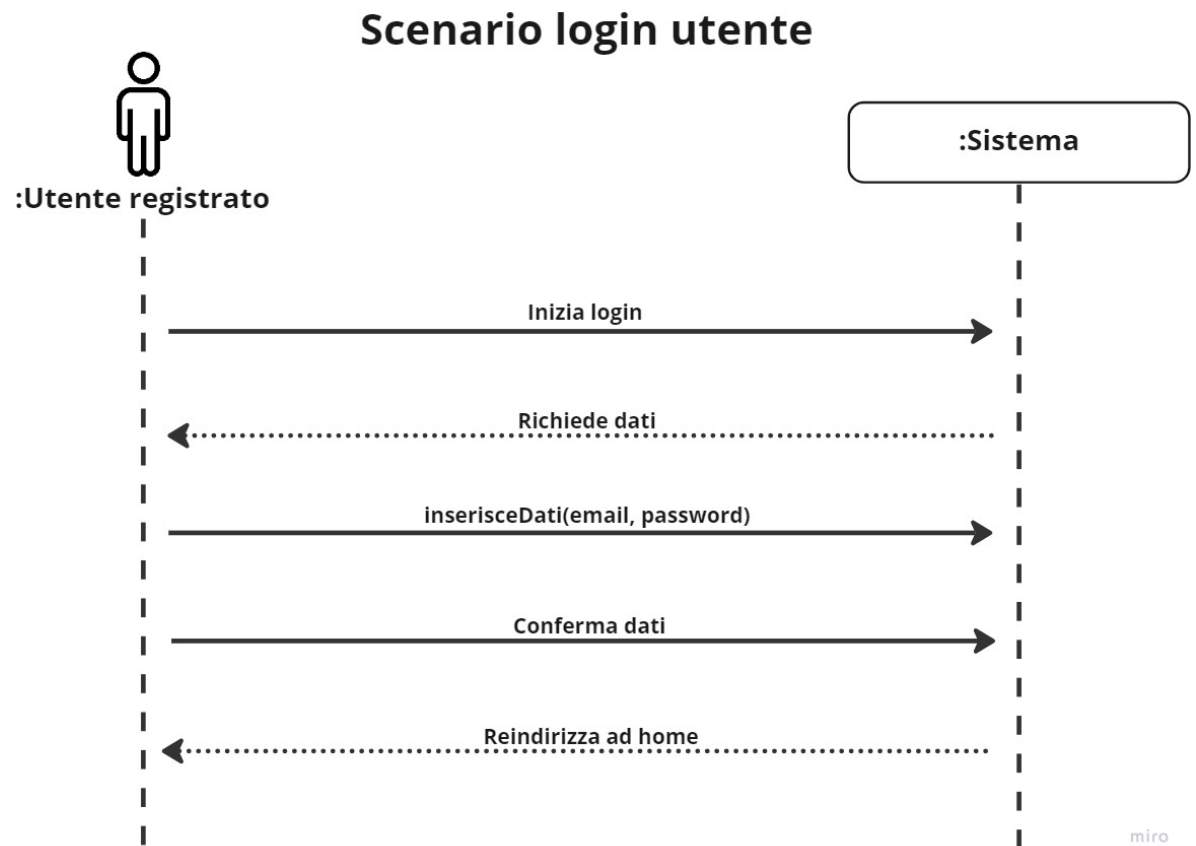 Scenario login utente
:Utente registrato
:Sistema
Inizia login
Richiede dati
inserisceDati(email, password)
Conferma dati
Reindirizza ad home
miro